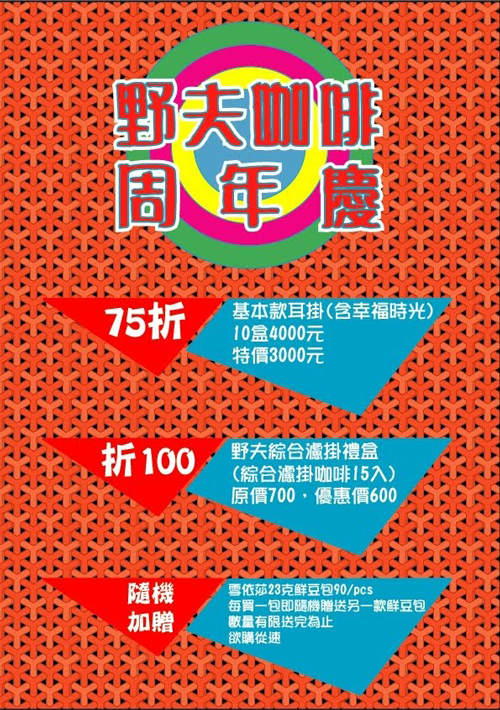 野夫咖啡
周年慶
75折
基本款耳掛(含幸福時光)
10盒4000元
特價3000元
折100
野夫綜合濾掛禮盒
(綜合濾掛咖啡15入)
原價700，優惠價600
隨機
加贈
雪依莎23克鮮豆包90/pcs
每買一包即隨機贈送另一款鮮豆包
數量有限送完為止
欲購從速